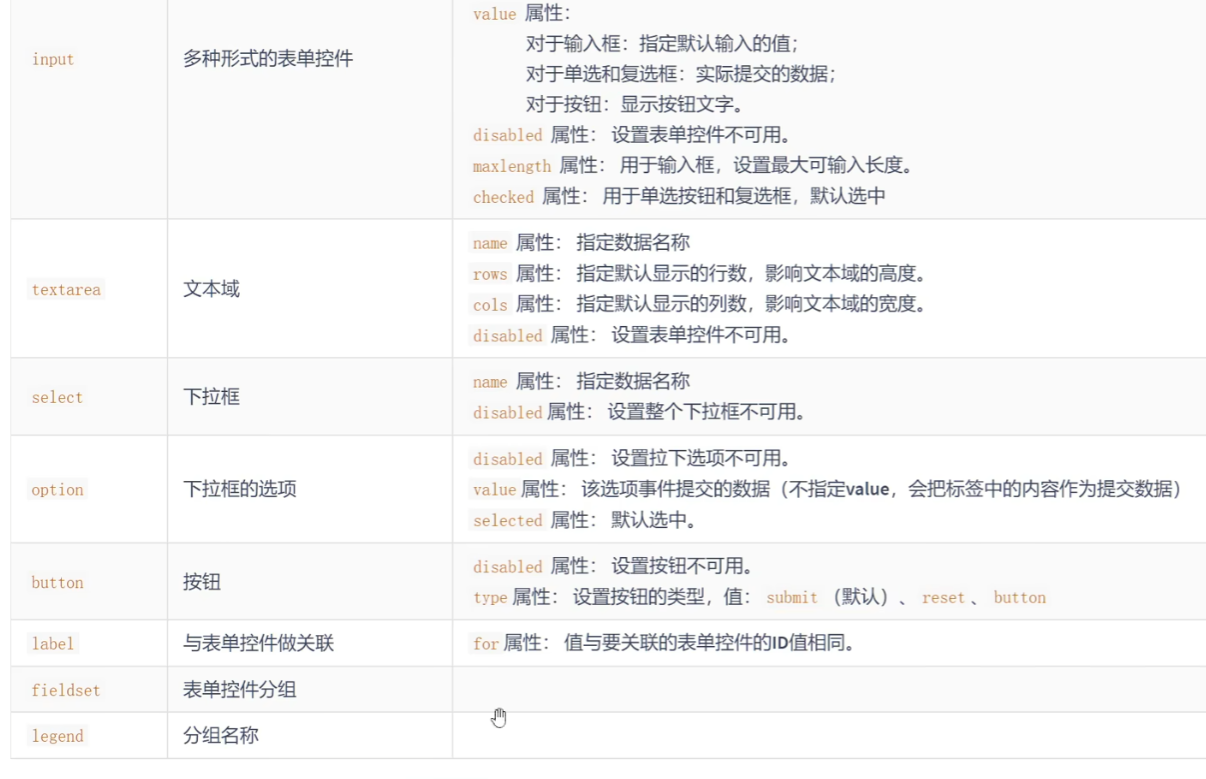 value 属性：
input 多种形式的表单控件
对于输入框：指定默认输入的值；
对于单选和复选框：实际提交的数据；
对于按钮：显示按钮文字。
disabled 属性： 设置表单控件不可用。
maxlength 属性： 用于输入框，设置最大可输入长度。
checked 属性： 用于单选按钮和复选框，默认选中
textarea 文本域
name 属性： 指定数据名称
rows 属性： 指定默认显示的行数，影响文本域的高度。
cols 属性： 指定默认显示的列数，影响文本域的宽度。
disabled 属性： 设置表单控件不可用。
select 下拉框
name 属性： 指定数据名称
disabled 属性： 设置整个下拉框不可用。
option 下拉框的选项
disabled 属性： 设置拉下选项不可用。
value 属性： 该选项事件提交的数据（不指定value，会把标签中的内容作为提交数据）
selected 属性： 默认选中。
button 按钮
disabled 属性： 设置按钮不可用。
type 属性： 设置按钮的类型，值： submit （默认）、 reset 、 button
label 与表单控件做关联 for 属性： 值与要关联的表单控件的ID值相同。
fieldset 表单控件分组
legend 分组名称